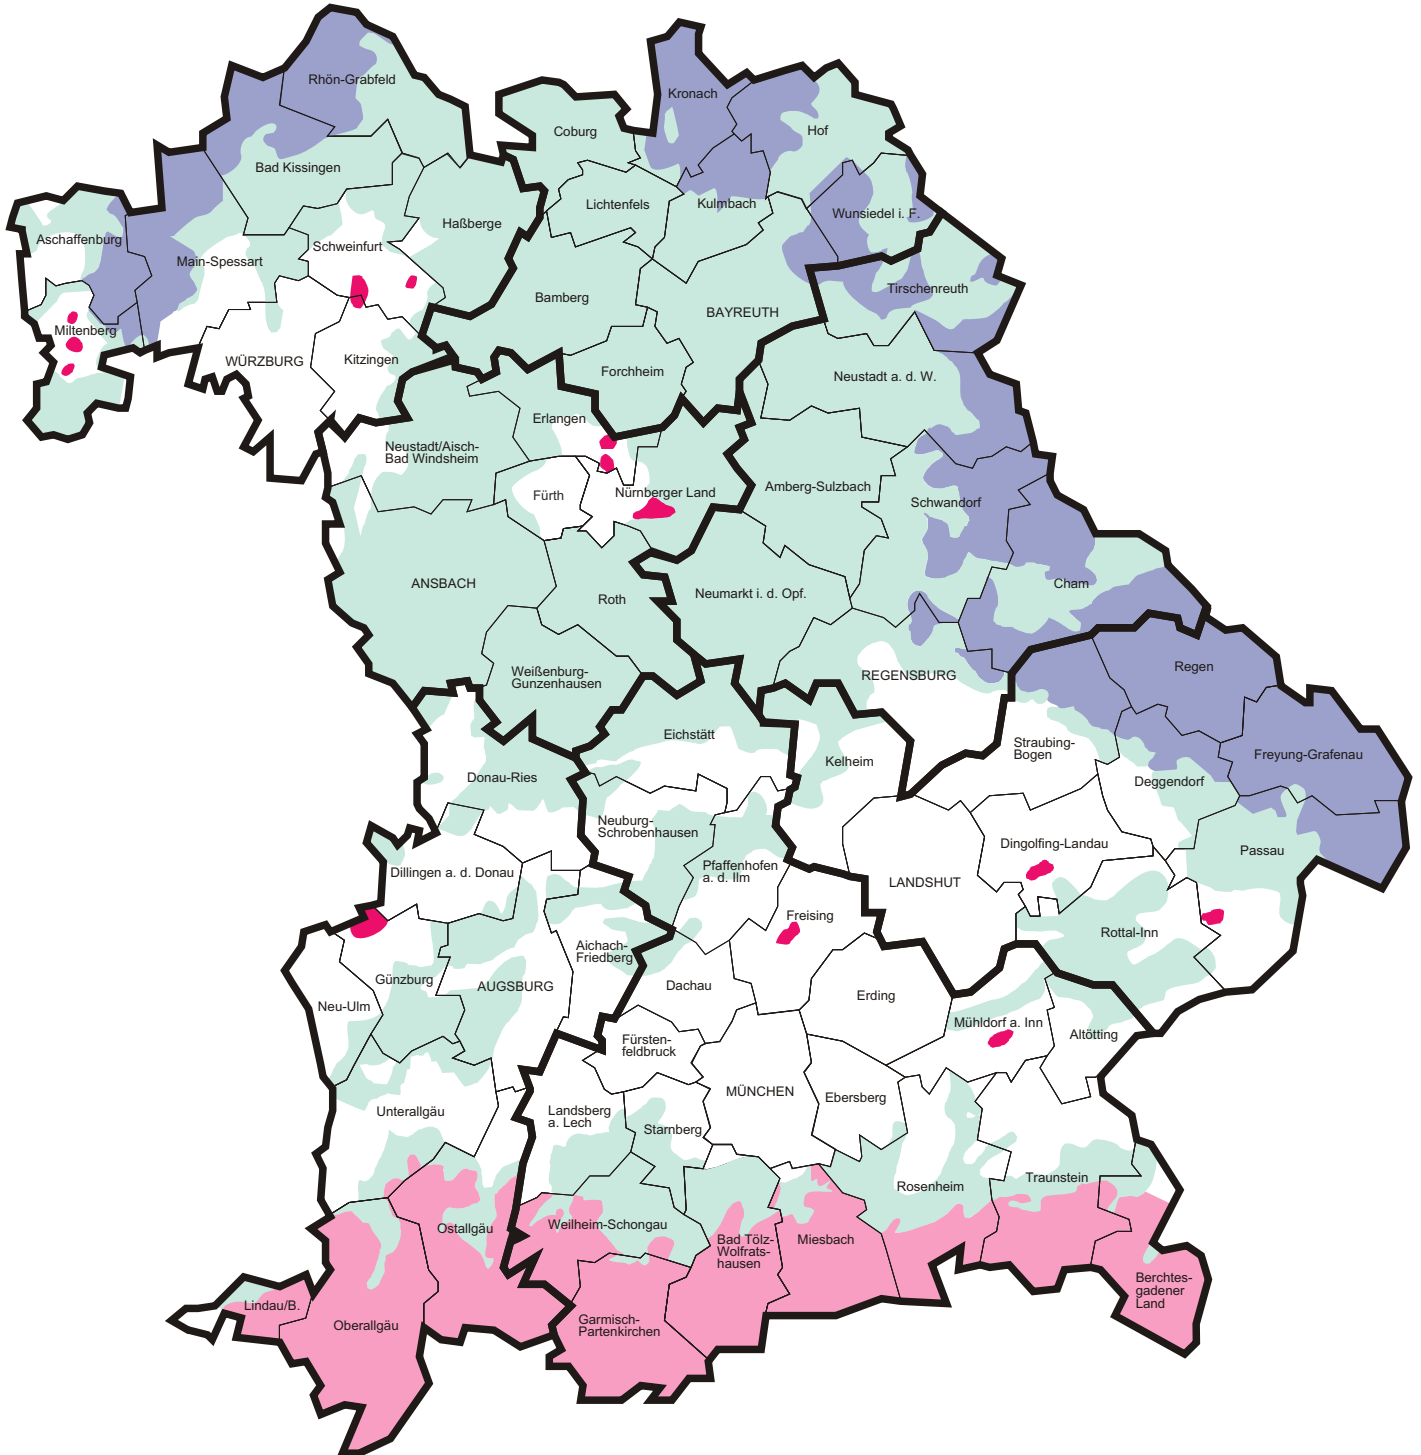 Rhön-Grabfeld
Kronach
Coburg
Hof
Bad Kissingen
Lichtenfels
Kulmbach
Wunsiedel i. F.
Haßberge
Aschaffenburg
Schweinfurt
Main-Spessart
Tirschenreuth
Bamberg
BAYREUTH
Miltenberg
WÜRZBURG
Kitzingen
Forchheim
Neustadt a. d. W.
Erlangen
Neustadt/Aisch-
Bad Windsheim
Fürth
Nürnberger Land
Amberg-Sulzbach
Schwandorf
ANSBACH
Roth
Neumarkt i. d. Opf.
Cham
Weißenburg-
Gunzenhausen
REGENSBURG
Regen
Eichstätt
Kelheim
Straubing-
Bogen
Freyung-Grafenau
Donau-Ries
Deggendorf
Neuburg-
Schrobenhausen
Dingolfing-Landau
Passau
Pfaffenhofen
a. d. Ilm
Dillingen a. d. Donau
LANDSHUT
Freising
Rottal-Inn
Aichach-
Friedberg
Günzburg
AUGSBURG
Dachau
Erding
Neu-Ulm
Mühldorf a. Inn
Altötting
Fürsten-
feldbruck
MÜNCHEN
Ebersberg
Unterallgäu
Landsberg
a. Lech
Starnberg
Rosenheim
Traunstein
Ostallgäu
Weilheim-Schongau
Bad Tölz-
Wolfrats-
hausen
Miesbach
Berchtes-
gadener
Land
Lindau/B.
Oberallgäu
Garmisch-
Partenkirchen